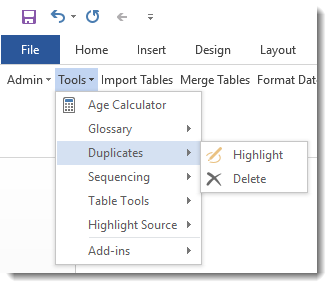 File Home Insert Design Layout
Admin Tools Import Tables Merge Tables Format Dat
Age Calculator
Glossary
Duplicates
Highlight
Sequencing
Delete
Table Tools
Highlight Source
Add-ins